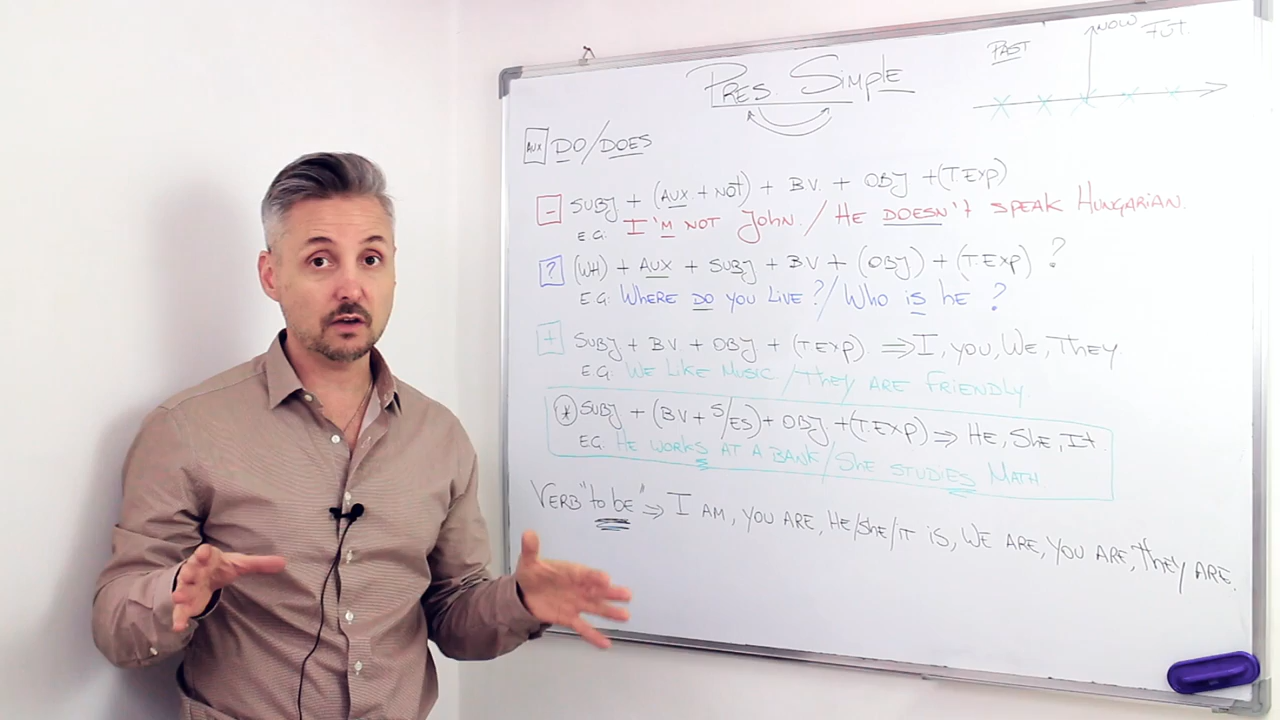 PRES. SIMPLE
PAST NOW FUT.
AUX DO/DOES
- SUBJ + (AUX + NOT) + BV. + OBJ +(T.EXP)
E.G: I'M NOT JOHN. / HE DOESN'T SPEAK HUNGARIAN.
? (WH) + AUX + SUBJ + BV + (OBJ) + (T.EXP) ?
E.G: WHERE DO YOU LIVE? / WHO IS HE ?
+ SUBJ + BV + OBJ + (T.EXP). ⇒ I, YOU, WE, THEY.
E.G: WE LIKE MUSIC. / THEY ARE FRIENDLY.
* SUBJ + (BV + S/ES) + OBJ + (T.EXP) ⇒ HE, SHE, IT.
E.G: HE WORKS AT A BANK / SHE STUDIES MATH
VERB "to be" ⇒ I AM, YOU ARE, HE/SHE/IT IS, WE ARE, YOU ARE, THEY ARE.